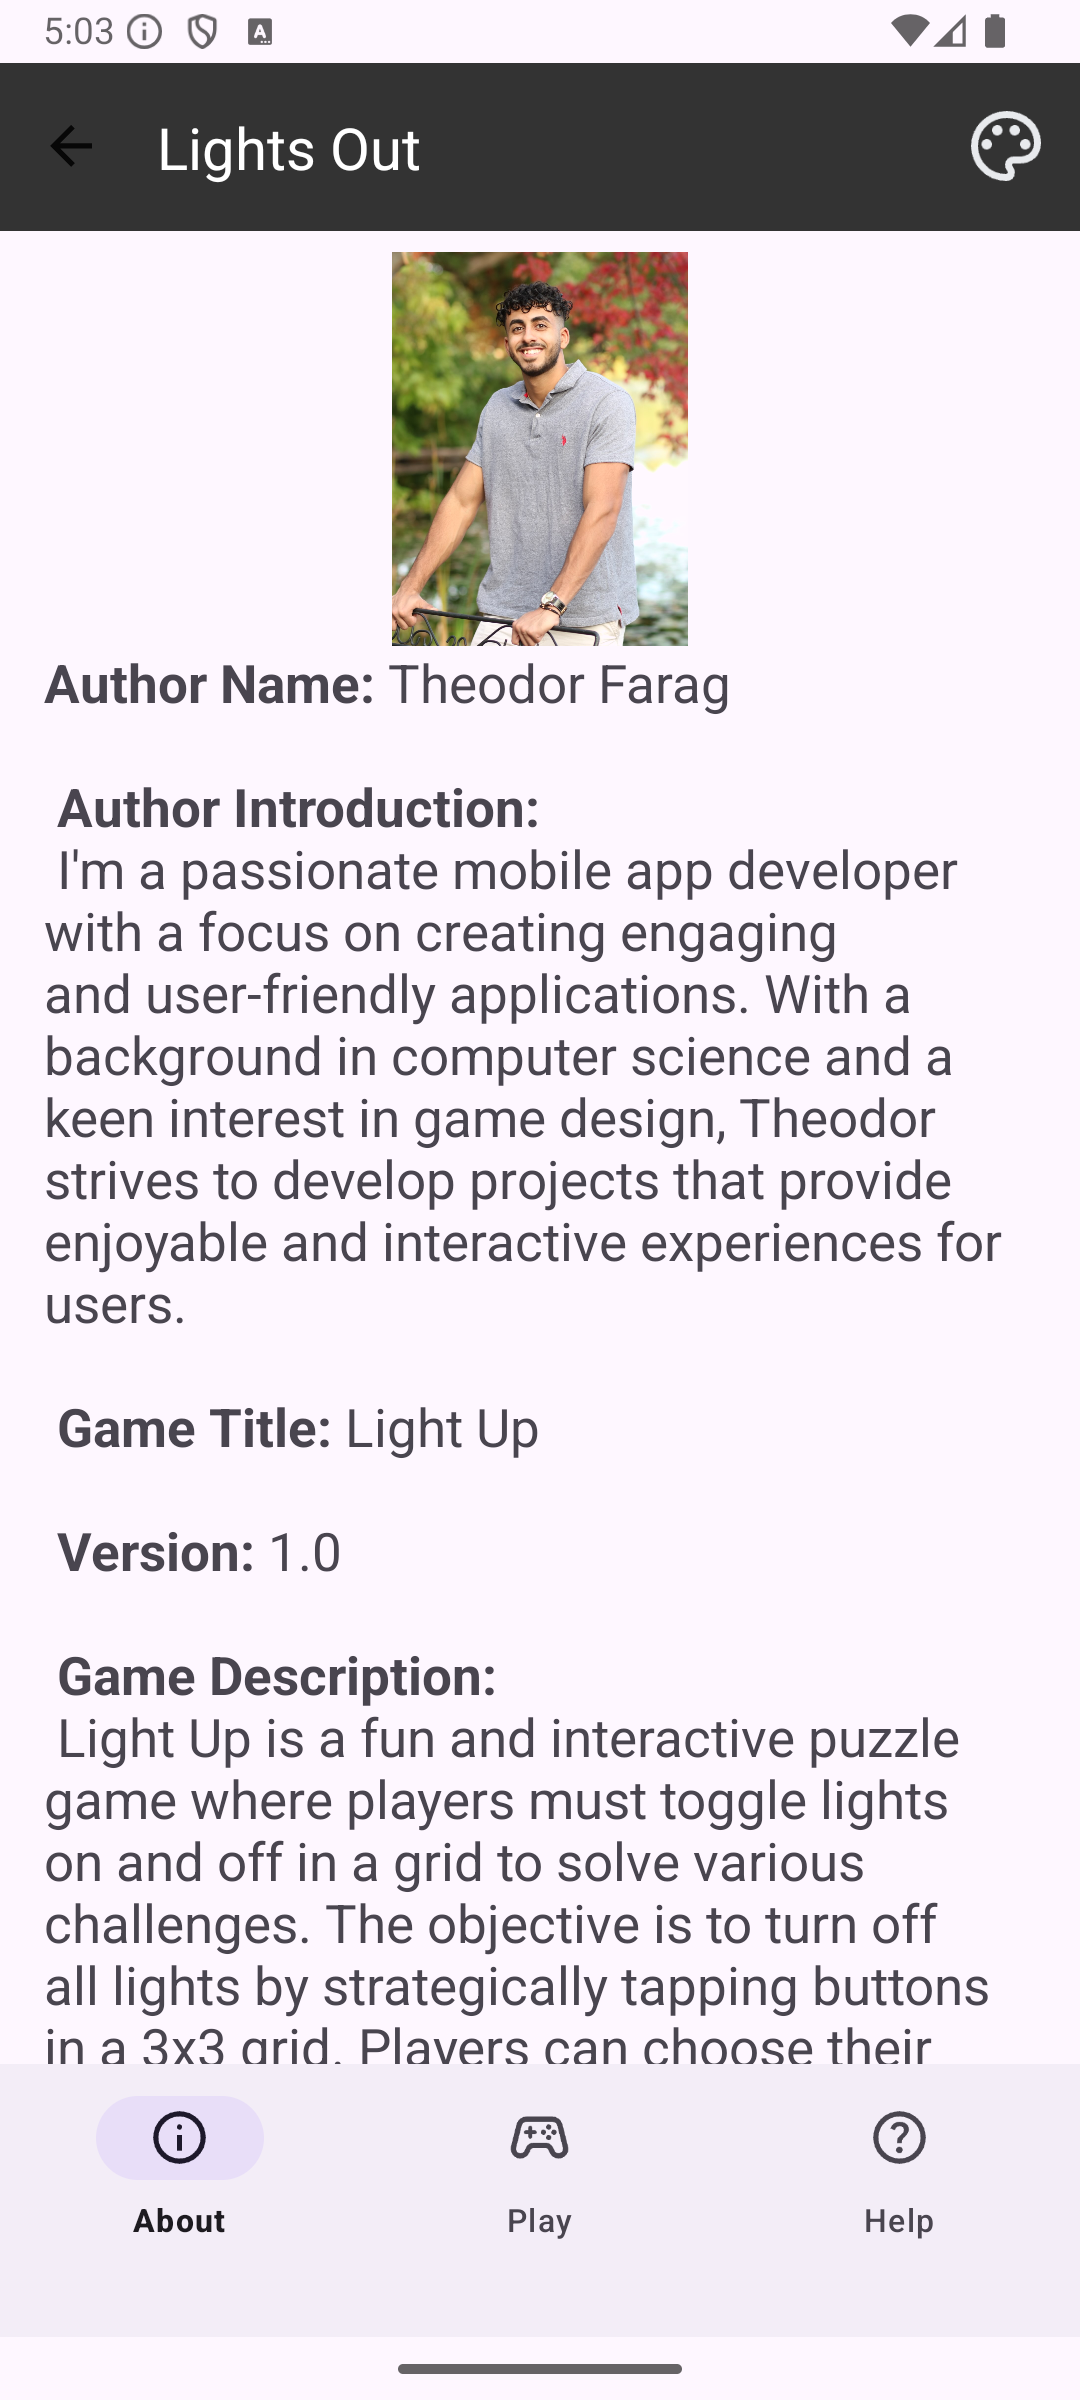 5:03
Lights Out
Author Name: Theodor Farag
Author Introduction:
I'm a passionate mobile app developer
with a focus on creating engaging
and user-friendly applications. With a
background in computer science and a
keen interest in game design, Theodor
strives to develop projects that provide
enjoyable and interactive experiences for
users.
Game Title: Light Up
Version: 1.0
Game Description:
Light Up is a fun and interactive puzzle
game where players must toggle lights
on and off in a grid to solve various
challenges. The objective is to turn off
all lights by strategically tapping buttons
in a 3x3 grid. Players can choose their
About
Play
Help